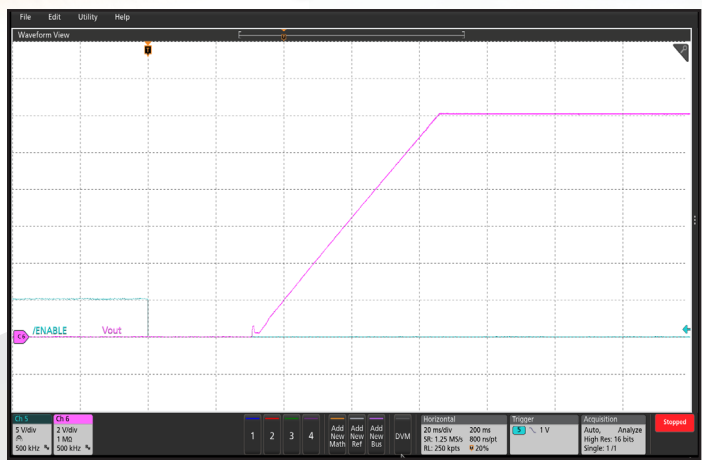 File Edit Utility Help
Waveform View
T
/ENABLE Vout
C6
Ch 5
5 V/div
500 kHz
Ch 6
2 V/div
1 MΩ
500 kHz
1 2 3 4
Add New Math
Add New Ref
Add New Bus
DVM
Horizontal
20 ms/div 200 ms
SR: 1.25 MS/s 800 ns/pt
RL: 250 kpts 20%
Trigger
5 1 V
Acquisition
Auto, Analyze
High Res: 16 bits
Single: 1 /1
Stopped